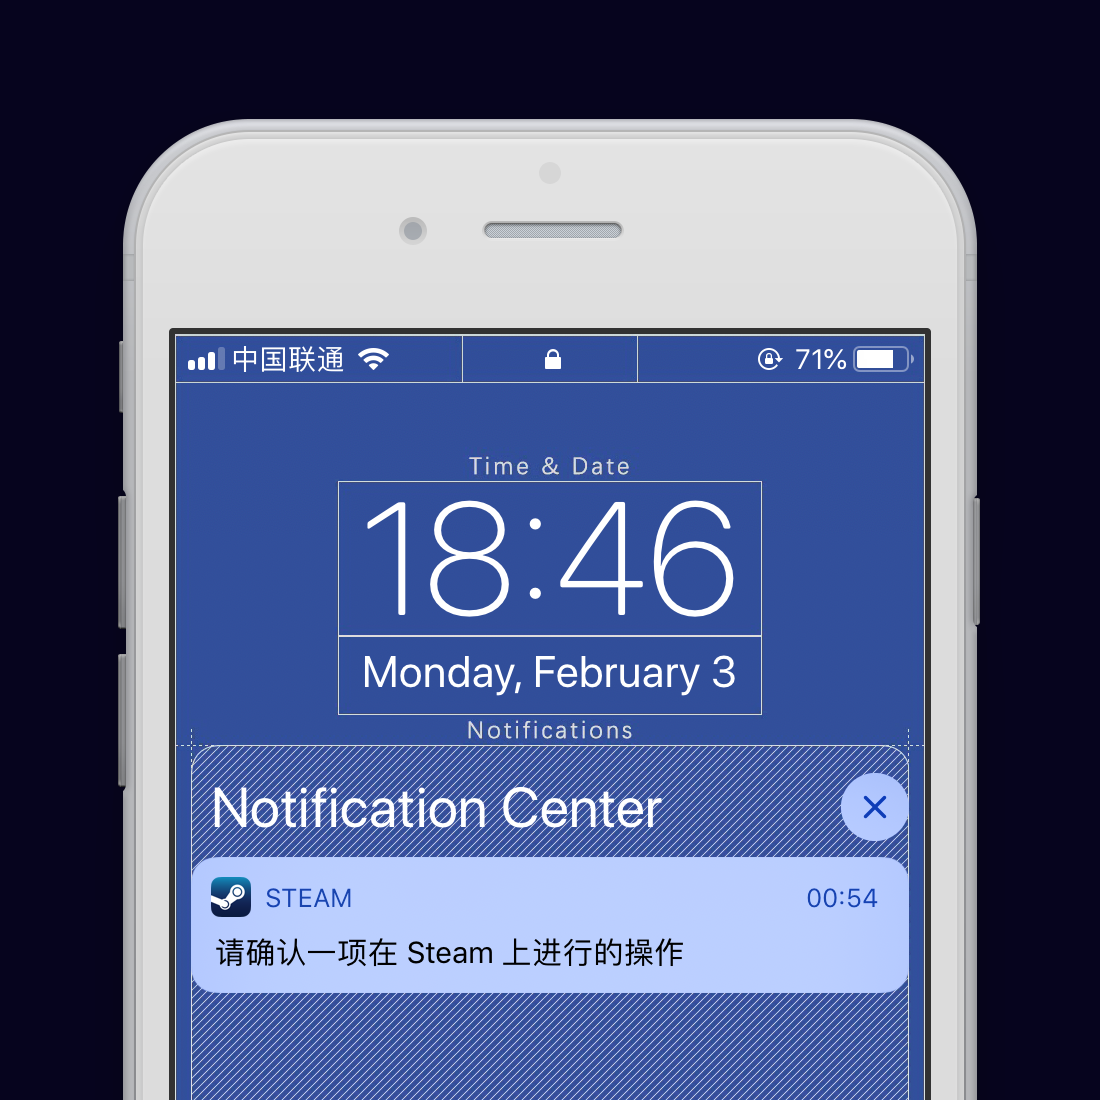 中国联通
71%
Time & Date
18:46
Monday, February 3
Notifications
Notification Center
STEAM
00:54
请确认一项在 Steam 上进行的操作